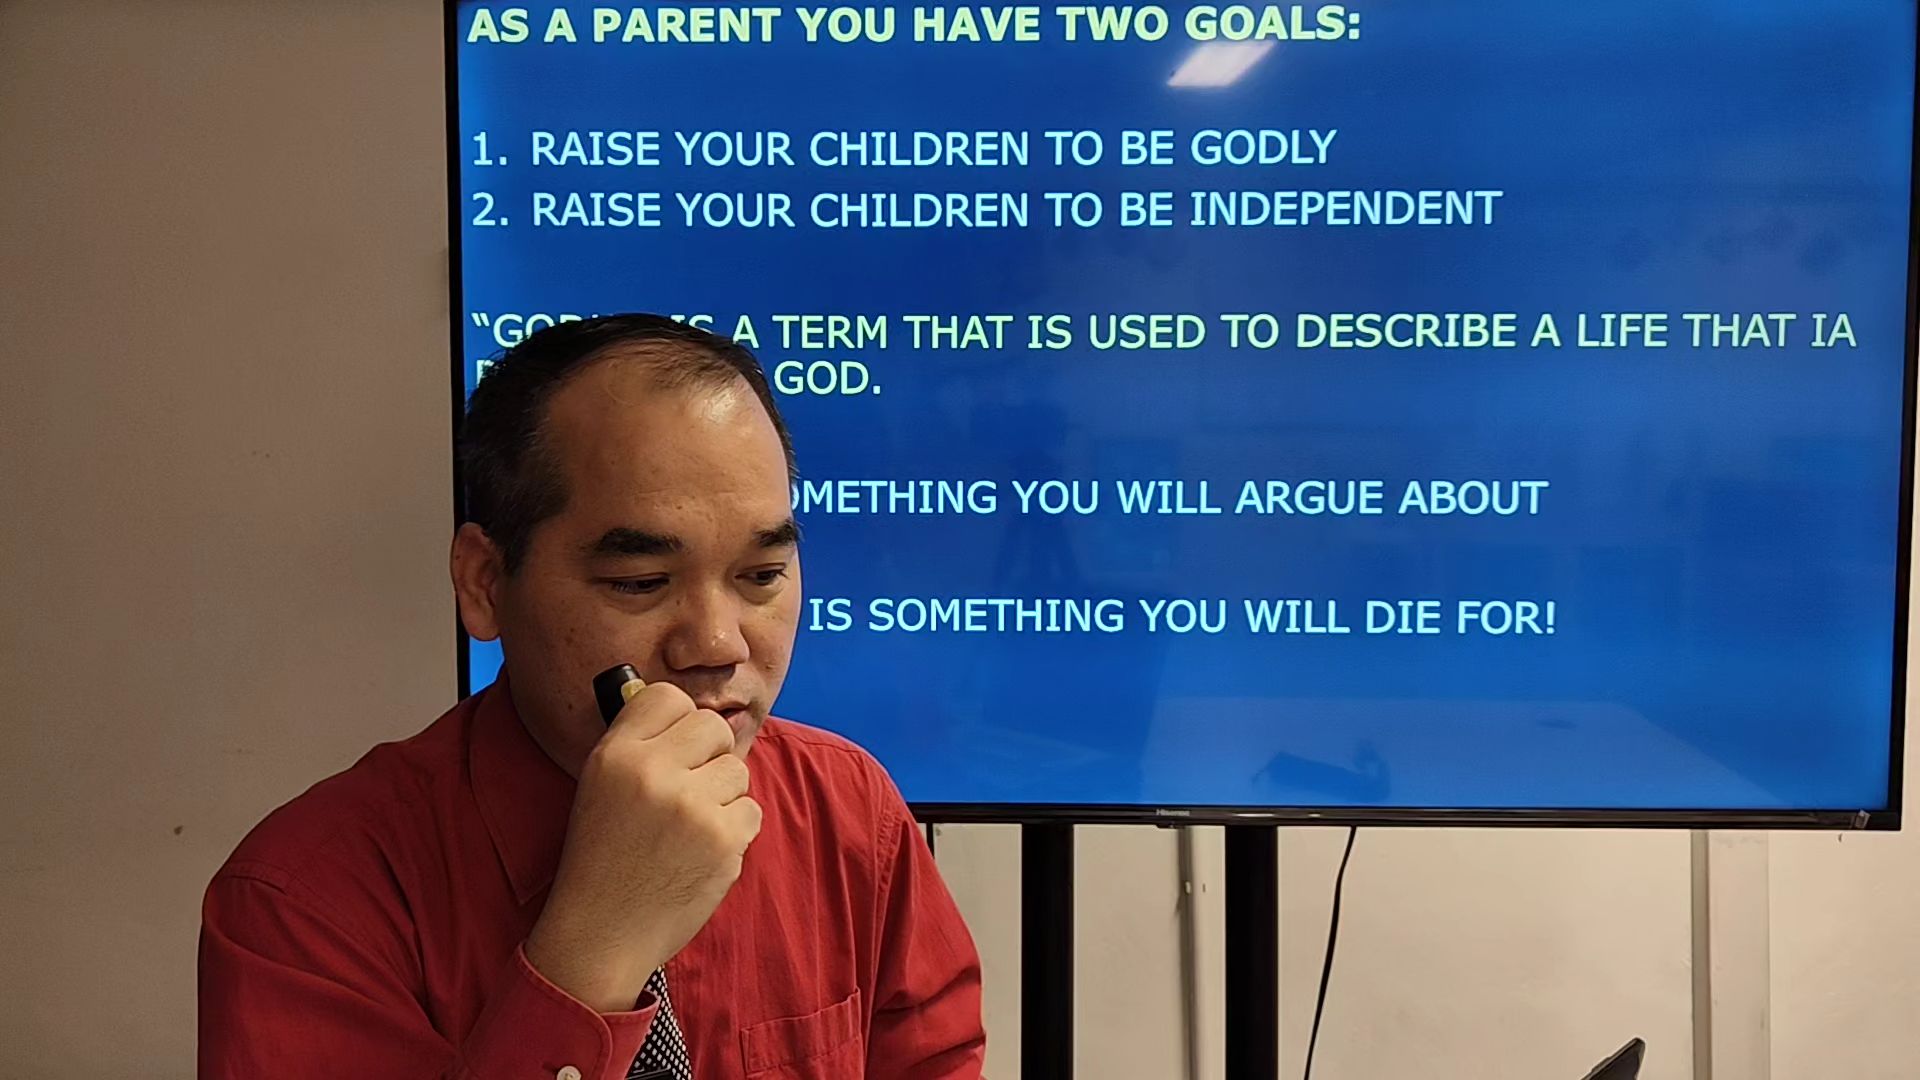 AS A PARENT YOU HAVE TWO GOALS:
1. RAISE YOUR CHILDREN TO BE GODLY
2. RAISE YOUR CHILDREN TO BE INDEPENDENT
IS A TERM THAT IS USED TO DESCRIBE A LIFE THAT IA
GOD.
YOU WILL ARGUE ABOUT
IS SOMETHING YOU WILL DIE FOR!
Hisense